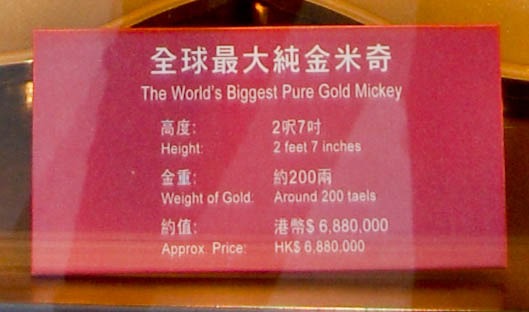 全球最大純金米奇
The World's Biggest Pure Gold Mickey
高度: 2呎7吋
Height: 2 feet 7 inches
金重: 約200兩
Weight of Gold: Around 200 taels
約值: 港幣$ 6,880,000
Approx. Price: HK$ 6,880,000